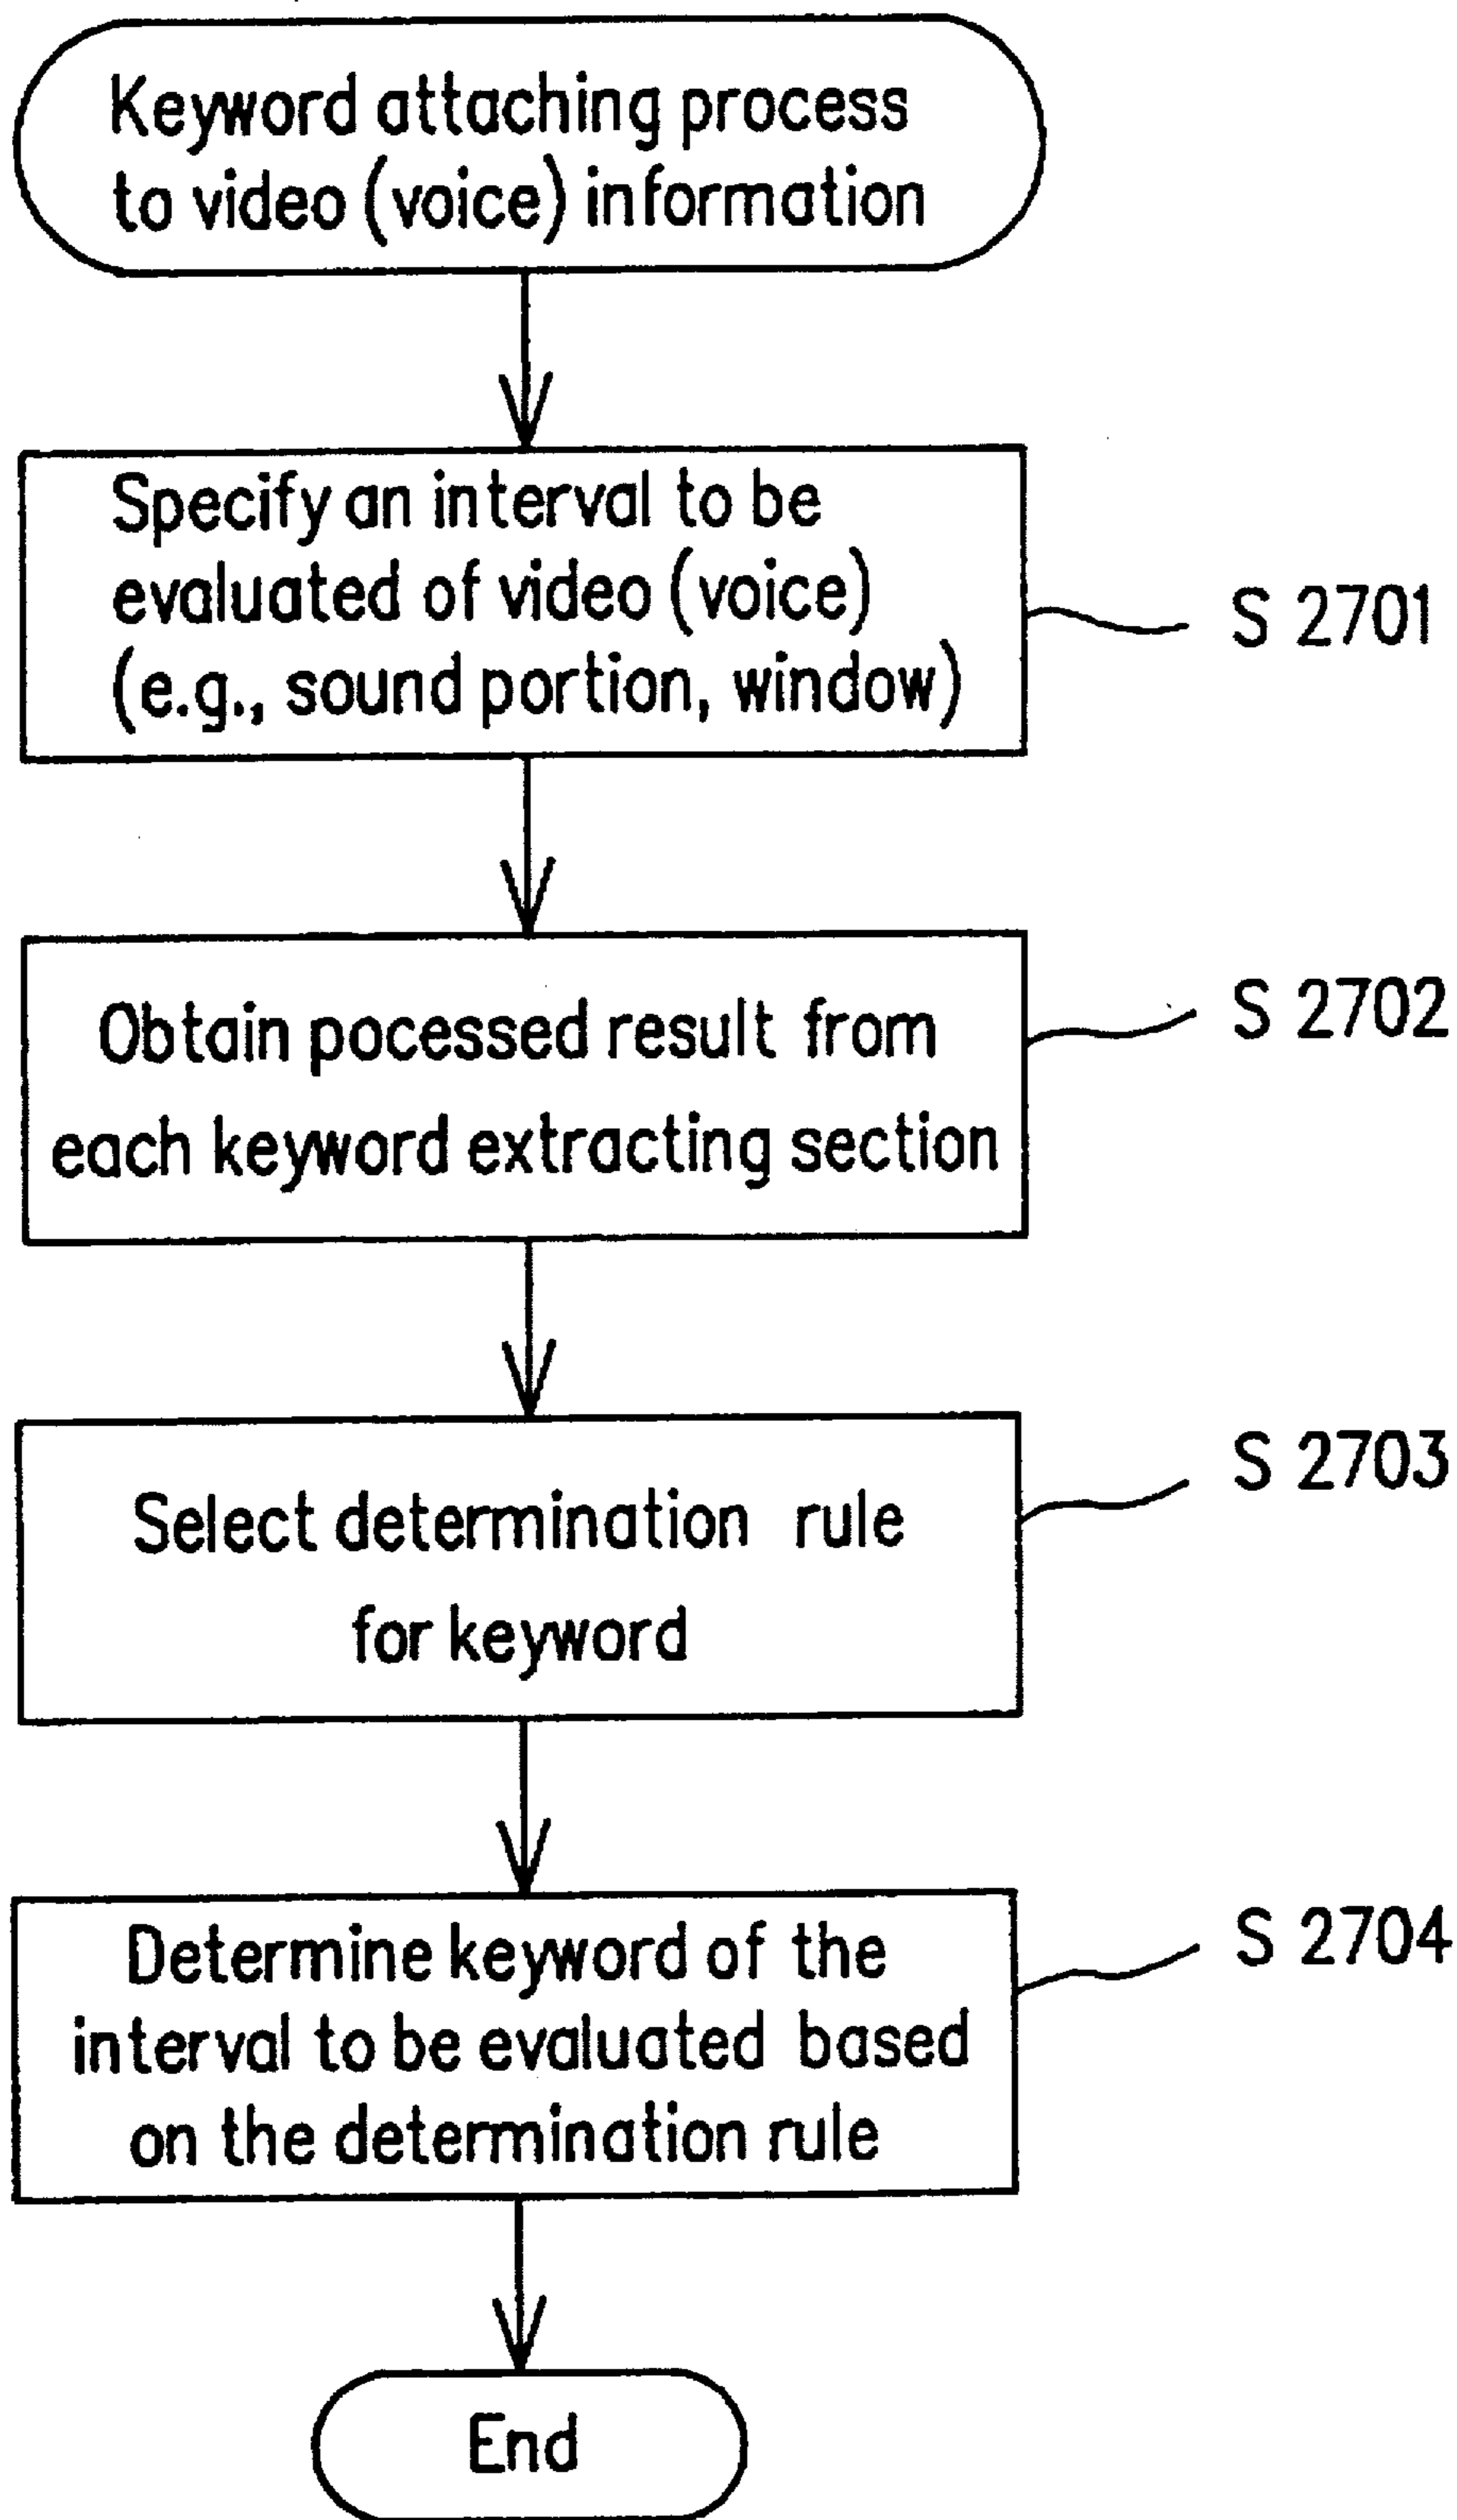 Keyword attaching process
to video (voice) information
Specify an interval to be
evaluated of video (voice)
(e.g., sound portion, window)
S 2701
Obtain pocessed result from
each keyword extracting section
S 2702
Select determination rule
for keyword
S 2703
Determine keyword of the
interval to be evaluated based
on the determination rule
S 2704
End